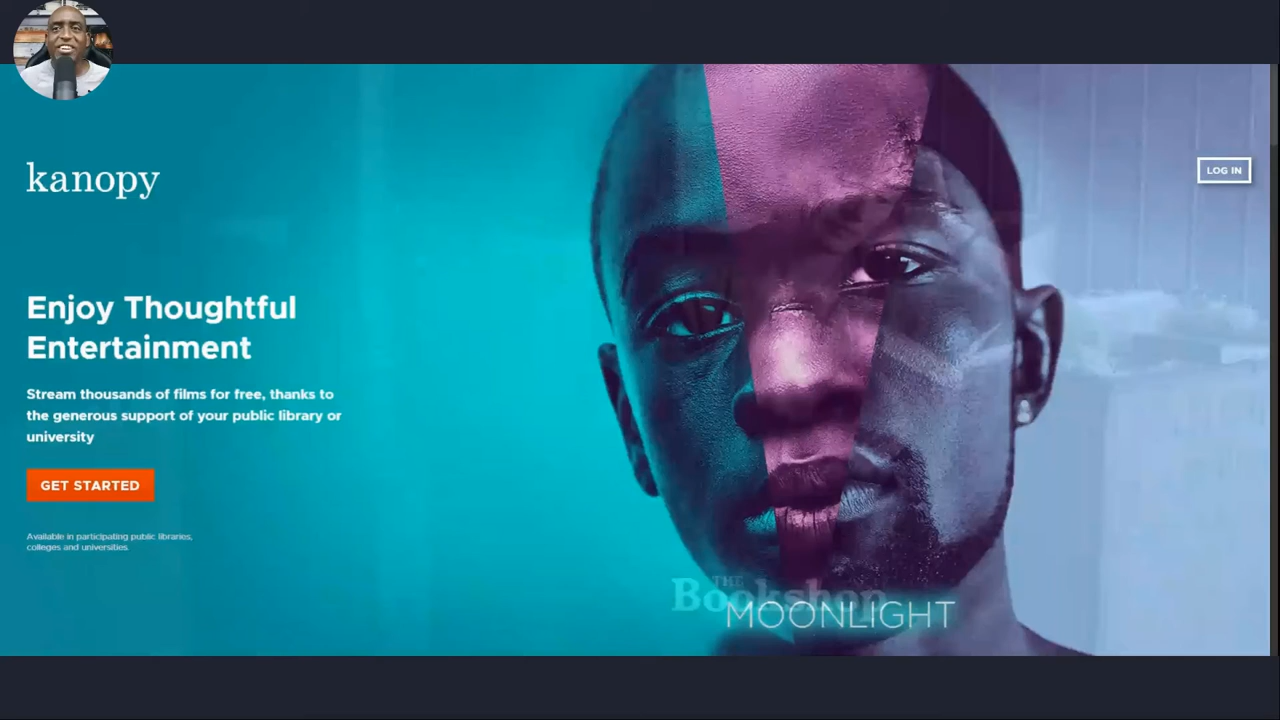 kanopy
LOG IN
Enjoy Thoughtful
Entertainment
Stream thousands of films for free, thanks to
the generous support of your public library or
university
GET STARTED
Available in participating public libraries,
colleges and universities.
THE
Bookshop
MOONLIGHT